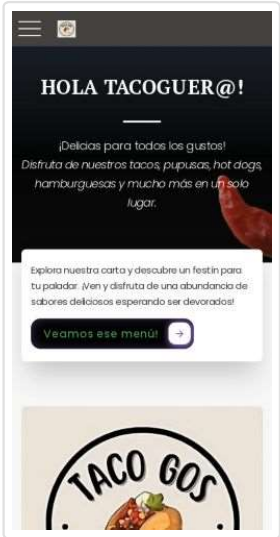 HOLA TACOGUER@!
¡Delicias para todos los gustos!
Disfruta de nuestros tacos, pupusas, hot dogs,
hamburguesas y mucho más en un solo
lugar.
Explora nuestra carta y descubre un festín para
tu paladar. ¡Ven y disfruta de una abundancia de
sabores deliciosos esperando ser devorados!
Veamos ese menú!
TACO GOS